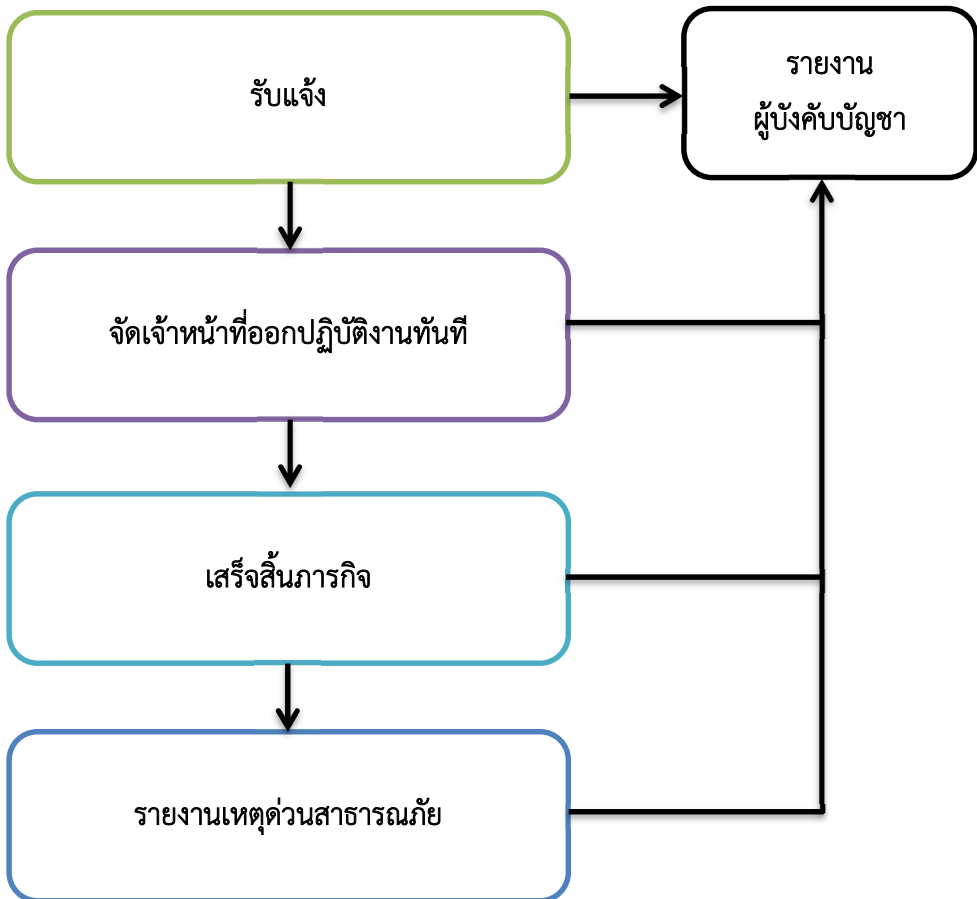 รับแจ้ง
รายงาน
ผู้บังคับบัญชา
จัดเจ้าหน้าที่ออกปฏิบัติงานทันที
เสร็จสิ้นภารกิจ
รายงานเหตุด่วนสาธารณภัย